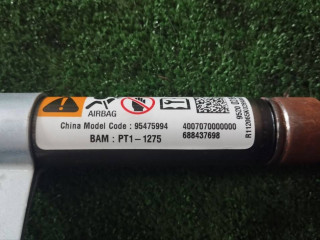 AIRBAG
China Model Code : 95475994
4007070000000
BAM : PT1-1275
688437698